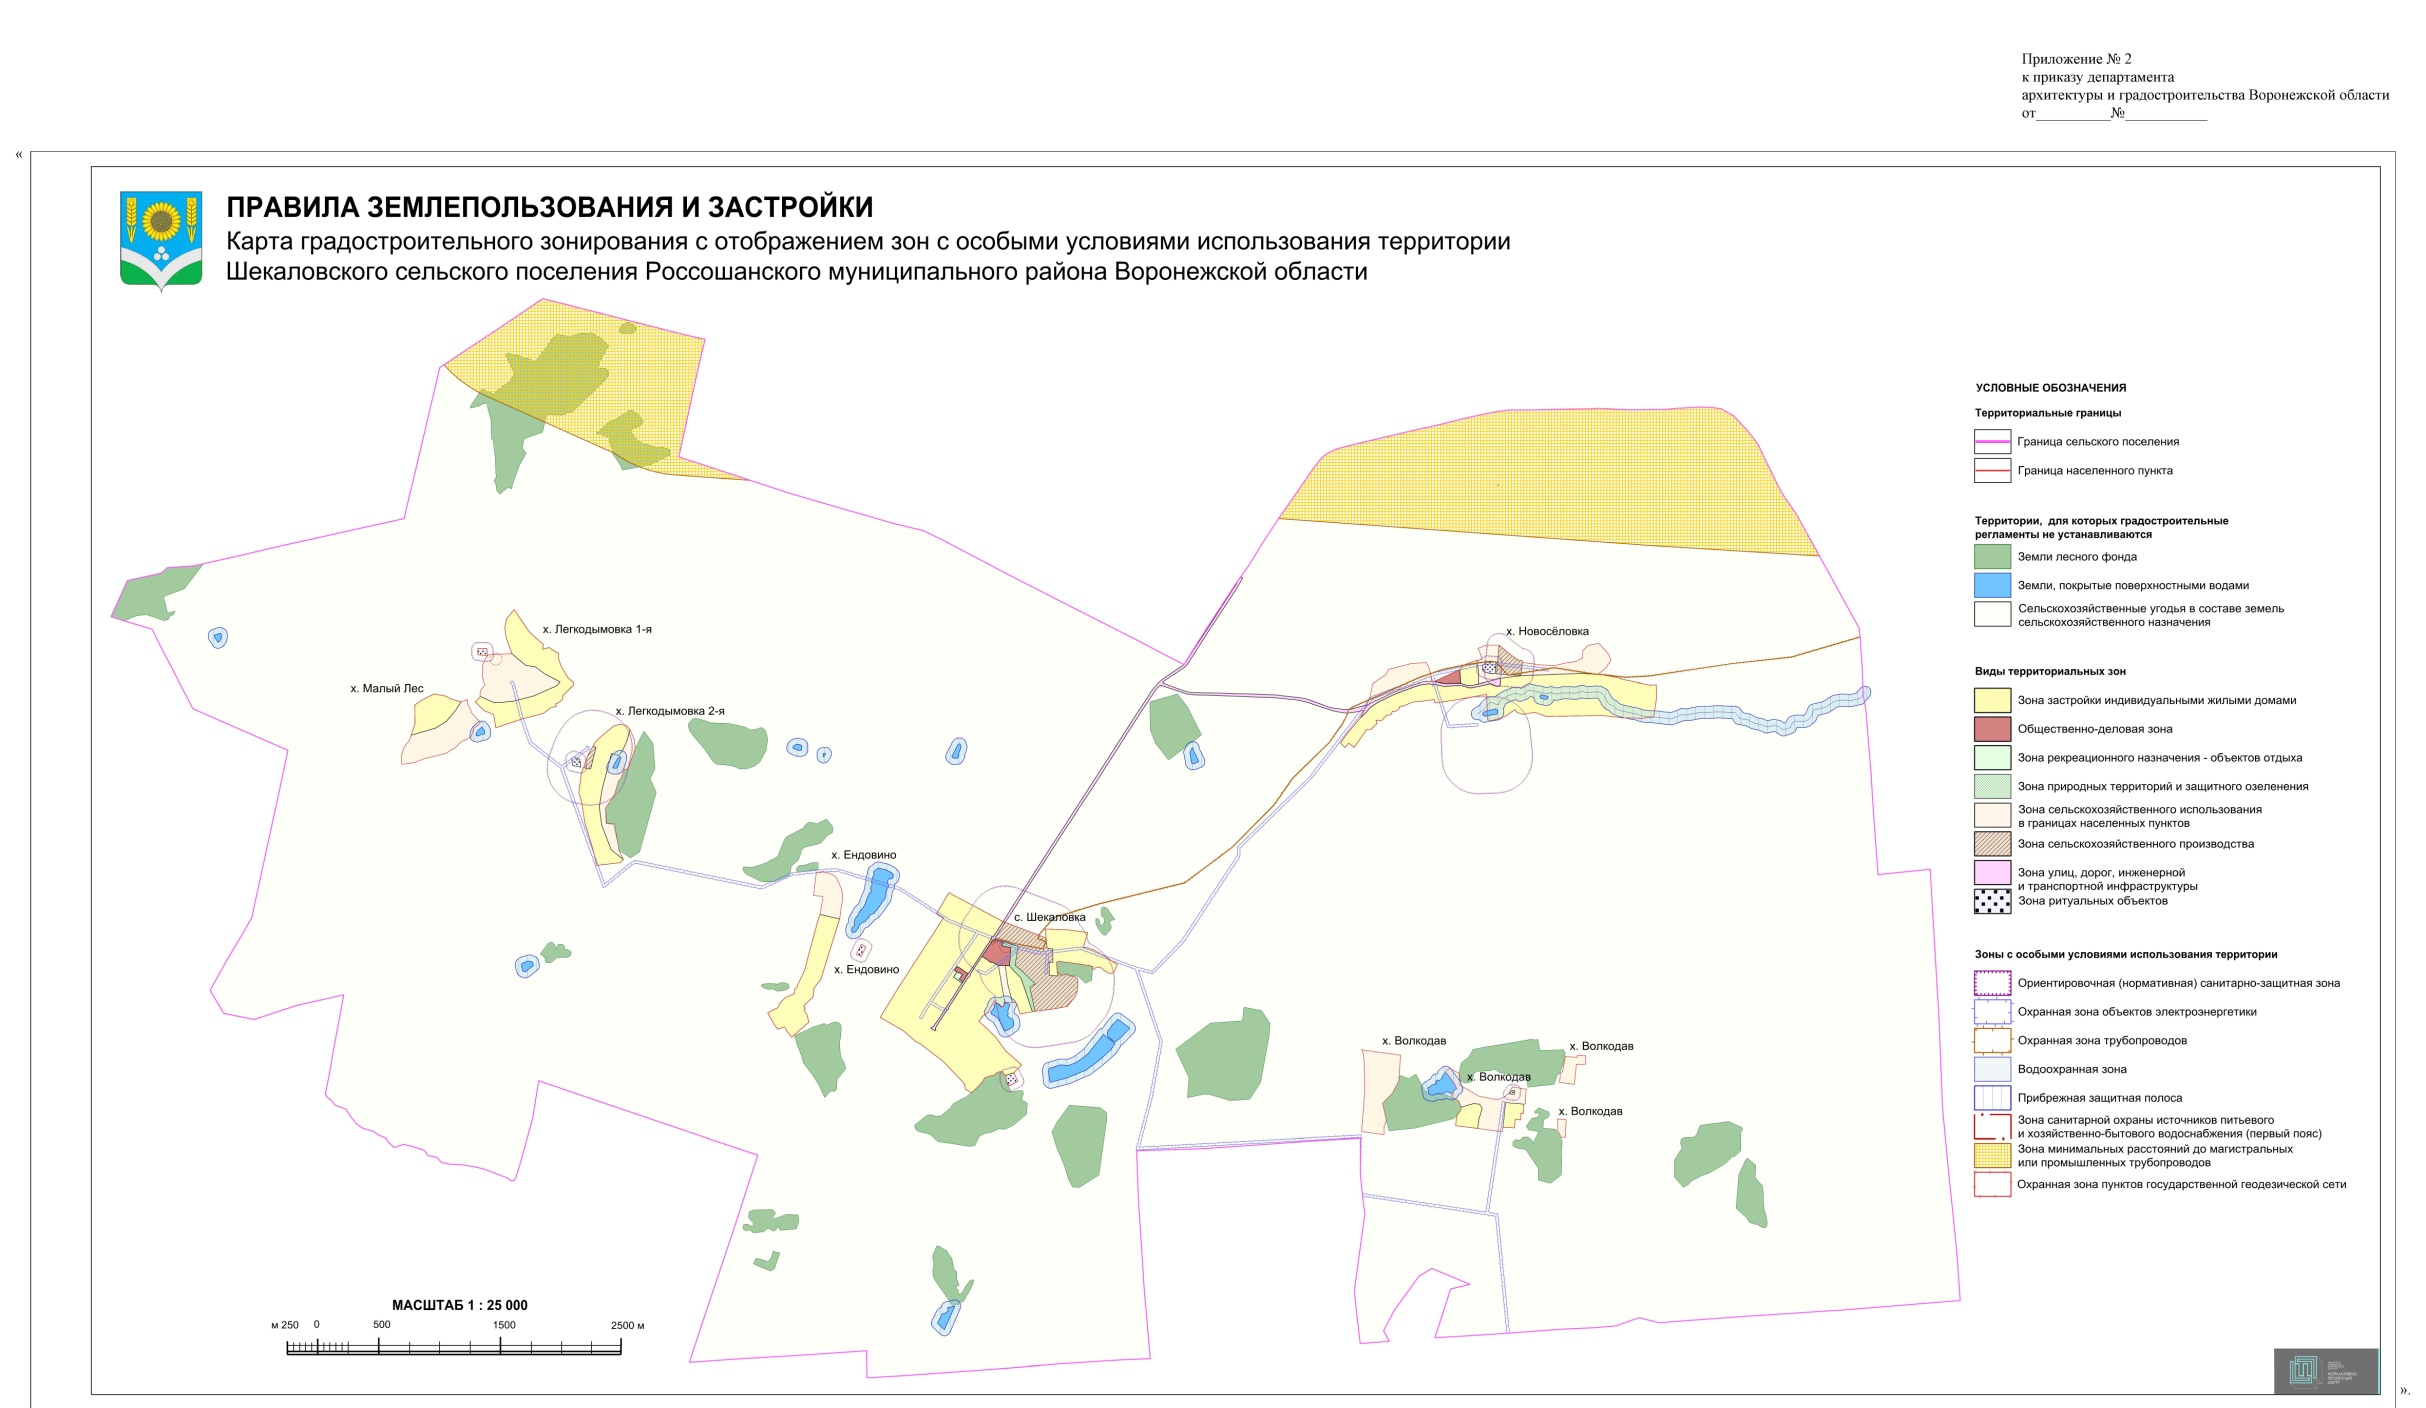 Приложение № 2
к приказу департамента
архитектуры и градостроительства Воронежской области
от__________№___________
«
ПРАВИЛА ЗЕМЛЕПОЛЬЗОВАНИЯ И ЗАСТРОЙКИ
Карта градостроительного зонирования с отображением зон с особыми условиями использования территории
Шекаловского сельского поселения Россошанского муниципального района Воронежской области
х. Легкодымовка 1-я
х. Малый Лес
х. Легкодымовка 2-я
х. Новосёловка
х. Ендовино
с. Шекаловка
х. Ендовино
х. Волкодав
х. Волкодав
х. Волкодав
х. Волкодав
УСЛОВНЫЕ ОБОЗНАЧЕНИЯ
Территориальные границы
Граница сельского поселения
Граница населенного пункта
Территории, для которых градостроительные
регламенты не устанавливаются
Земли лесного фонда
Земли, покрытые поверхностными водами
Сельскохозяйственные угодья в составе земель
сельскохозяйственного назначения
Виды территориальных зон
Зона застройки индивидуальными жилыми домами
Общественно-деловая зона
Зона рекреационного назначения - объектов отдыха
Зона природных территорий и защитного озеленения
Зона сельскохозяйственного использования
в границах населенных пунктов
Зона сельскохозяйственного производства
Зона улиц, дорог, инженерной
и транспортной инфраструктуры
Зона ритуальных объектов
Зоны с особыми условиями использования территории
Ориентировочная (нормативная) санитарно-защитная зона
Охранная зона объектов электроэнергетики
Охранная зона трубопроводов
Водоохранная зона
Прибрежная защитная полоса
Зона санитарной охраны источников питьевого
и хозяйственно-бытового водоснабжения (первый пояс)
Зона минимальных расстояний до магистральных
или промышленных трубопроводов
Охранная зона пунктов государственной геодезической сети
МАСШТАБ 1 : 25 000
м 250 0 500 1500 2500 м
».